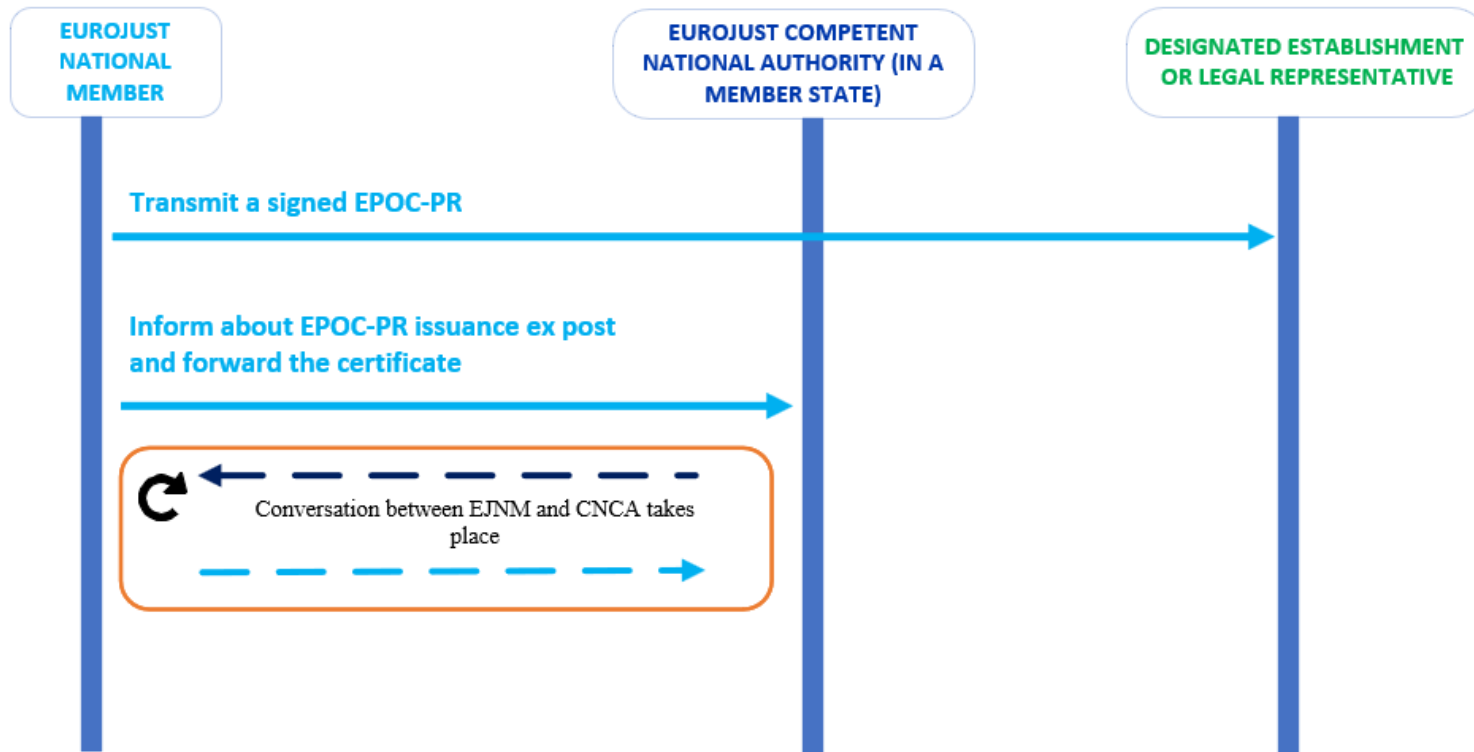 EUROJUST
NATIONAL
MEMBER
EUROJUST COMPETENT
NATIONAL AUTHORITY (IN A
MEMBER STATE)
DESIGNATED ESTABLISHMENT
OR LEGAL REPRESENTATIVE
Transmit a signed EPOC-PR
Inform about EPOC-PR issuance ex post
and forward the certificate
Conversation between EJNM and CNCA takes
place